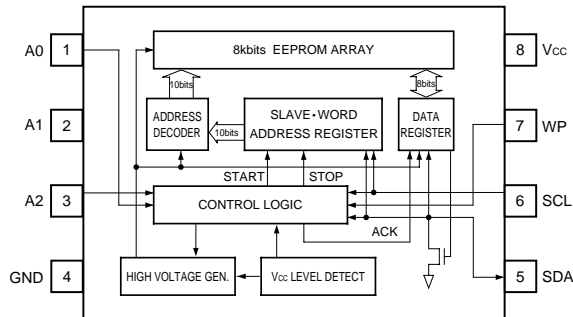 A0 1
8kbits EEPROM ARRAY
8 Vcc
10bits
8bits
A1 2
ADDRESS
DECODER
10bits
SLAVE・WORD
ADDRESS REGISTER
DATA
REGISTER
7 WP
START
STOP
A2 3
CONTROL LOGIC
6 SCL
ACK
GND 4
HIGH VOLTAGE GEN.
Vcc LEVEL DETECT
5 SDA